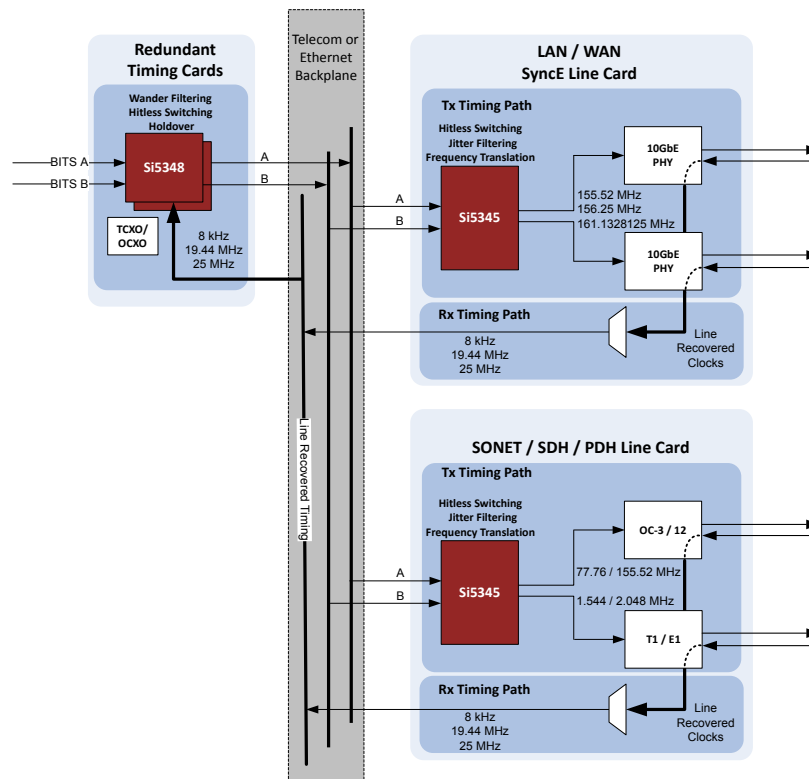 Redundant
Timing Cards
Wander Filtering
Hitless Switching
Holdover
Si5348
BITS A
BITS B
A
B
TCXO/
OCXO
8 kHz
19.44 MHz
25 MHz
Telecom or
Ethernet
Backplane
Line Recovered Timing
LAN / WAN
SyncE Line Card
Tx Timing Path
Hitless Switching
Jitter Filtering
Frequency Translation
A
B
Si5345
155.52 MHz
156.25 MHz
161.1328125 MHz
10GbE
PHY
10GbE
PHY
Rx Timing Path
8 kHz
19.44 MHz
25 MHz
Line
Recovered
Clocks
SONET / SDH / PDH Line Card
Tx Timing Path
Hitless Switching
Jitter Filtering
Frequency Translation
A
B
Si5345
77.76 / 155.52 MHz
1.544 / 2.048 MHz
OC-3 / 12
T1 / E1
Rx Timing Path
8 kHz
19.44 MHz
25 MHz
Line
Recovered
Clocks